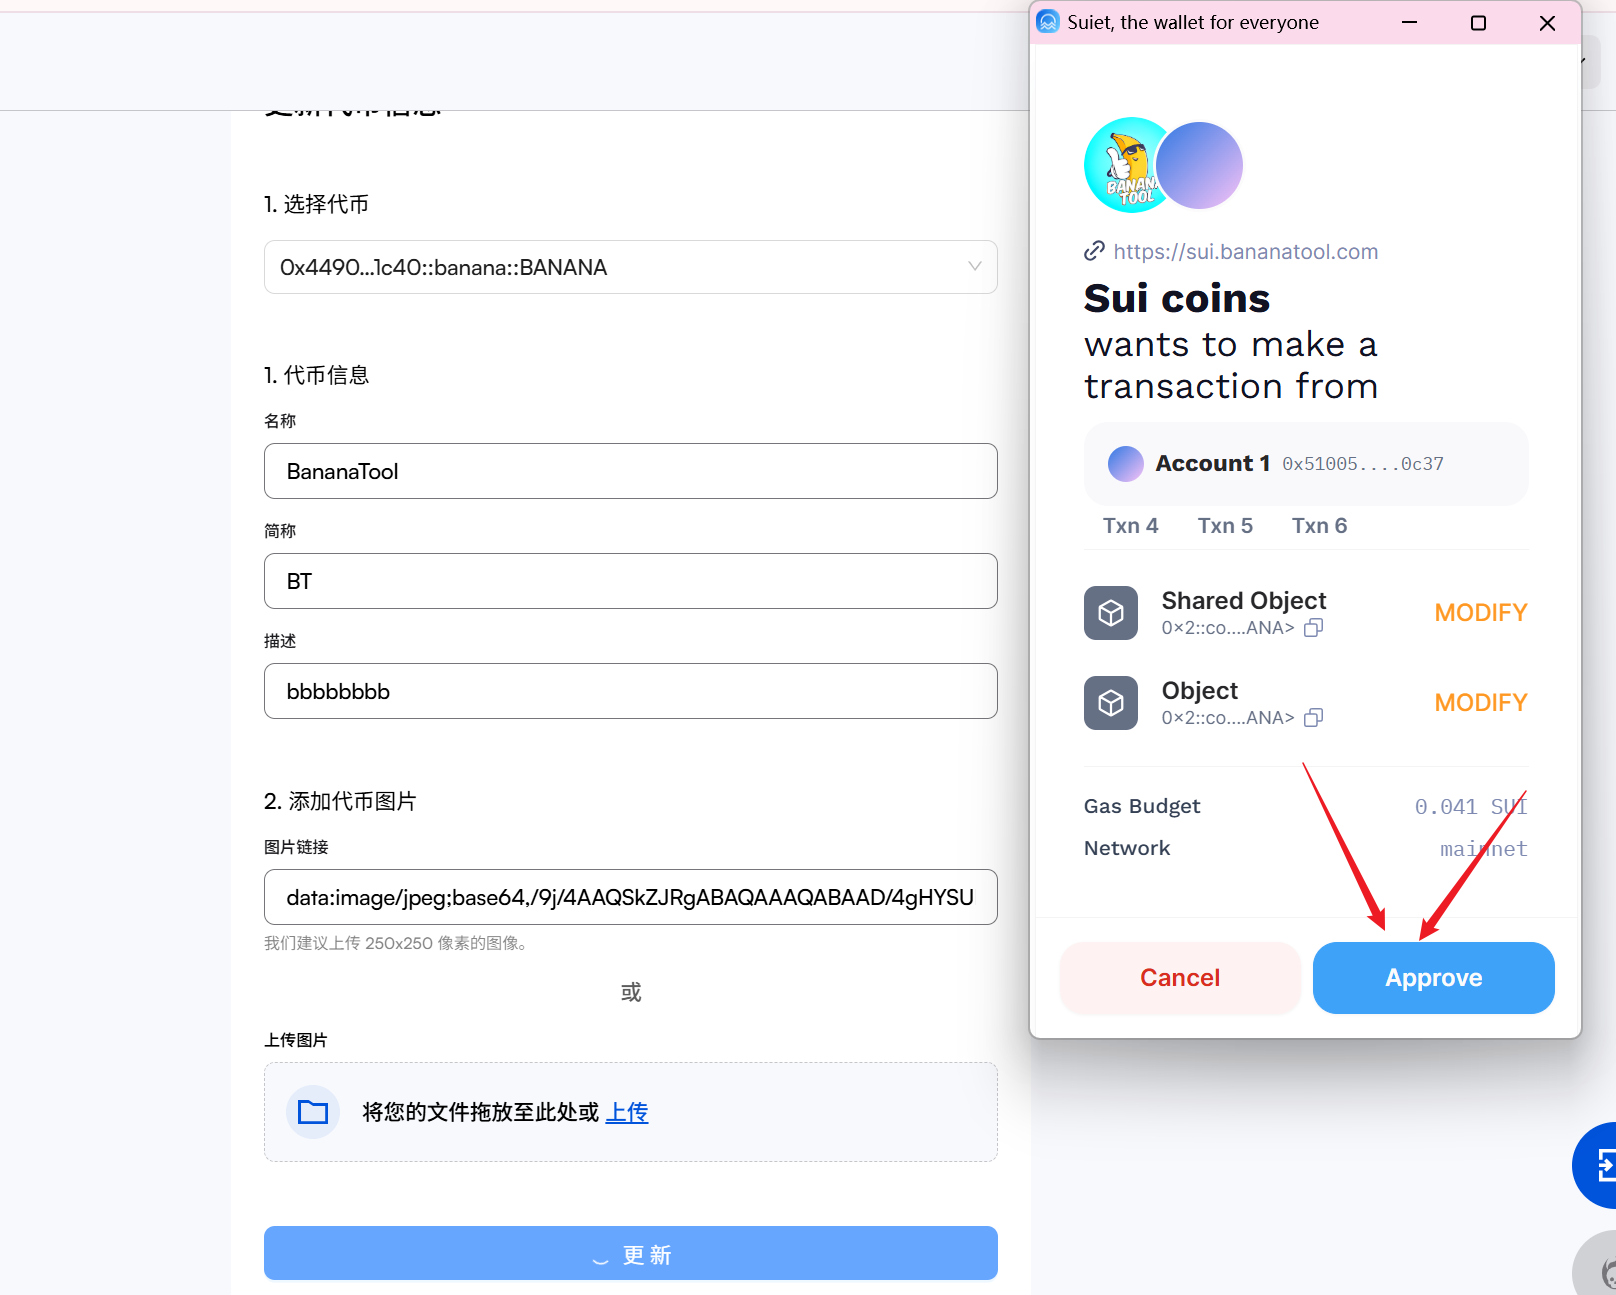 更新代币信息
1. 选择代币
0x4490...1c40::banana::BANANA
1. 代币信息
名称
BananaTool
简称
BT
描述
bbbbbbbb
2. 添加代币图片
图片链接
data:image/jpeg;base64,/9j/4AAQSkZJRgABAQAAAQABAAD/4gHYSU
我们建议上传 250x250 像素的图像。
或
上传图片
将您的文件拖放至此处或 上传
更新
Suiet, the wallet for everyone
BANANA
TOOL
https://sui.bananatool.com
Sui coins
wants to make a
transaction from
Account 1 0x51005....0c37
Txn 4 Txn 5 Txn 6
Shared Object
0×2::co....ANA>
MODIFY
Object
0×2::co....ANA>
MODIFY
Gas Budget 0.041 SUI
Network mainnet
Cancel Approve